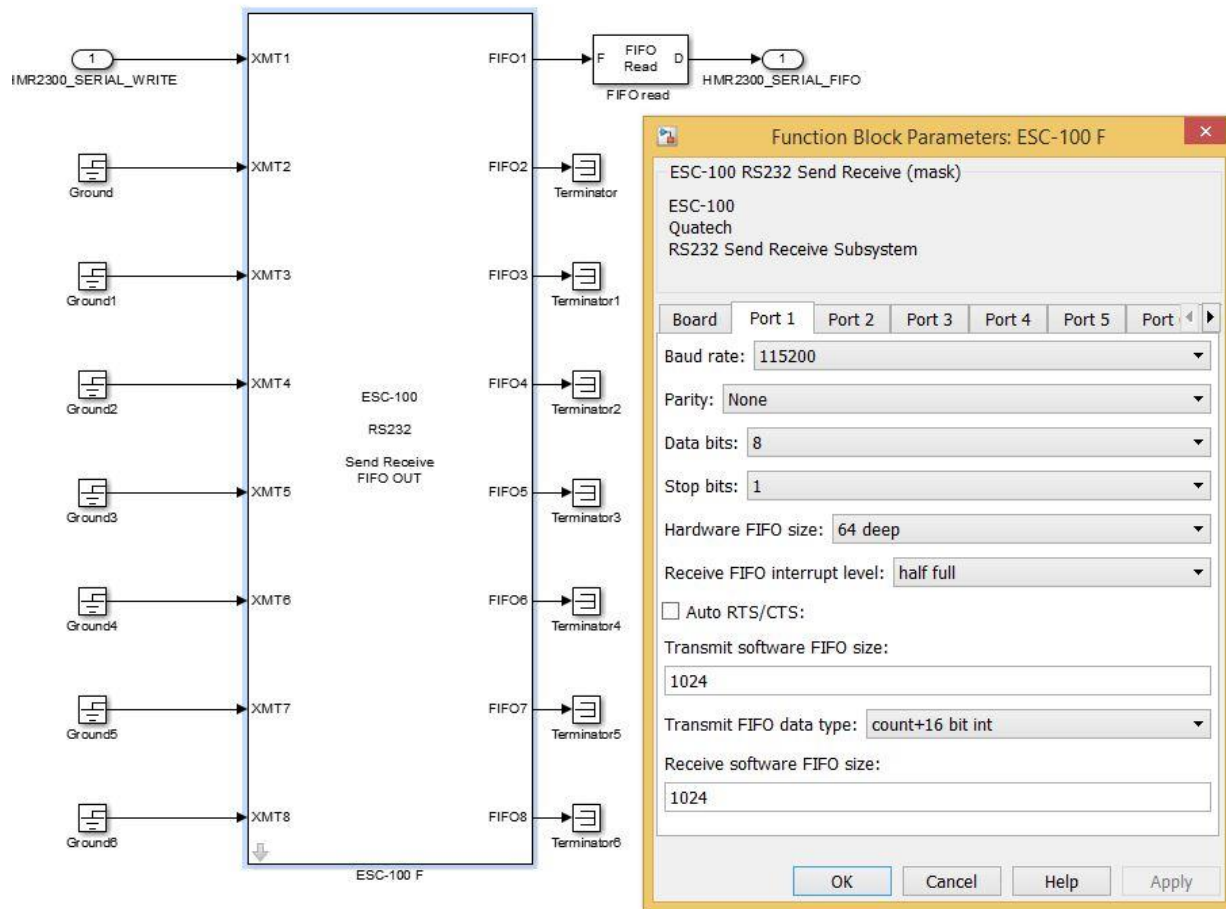 1
HMR2300_SERIAL_WRITE
XMT1
FIFO1
F
FIFO
Read
D
FIFO read
1
HMR2300_SERIAL_FIFO
Ground
XMT2
FIFO2
Terminator
Ground1
XMT3
FIFO3
Terminator1
Ground2
XMT4
FIFO4
Terminator2
ESC-100
RS232
Send Receive
FIFO OUT
Ground3
XMT5
FIFO5
Terminator3
Ground4
XMT6
FIFO6
Terminator4
Ground5
XMT7
FIFO7
Terminator5
Ground6
XMT8
FIFO8
Terminator6
ESC-100 F
Function Block Parameters: ESC-100 F
ESC-100 RS232 Send Receive (mask)
ESC-100
Quatech
RS232 Send Receive Subsystem
Board Port 1 Port 2 Port 3 Port 4 Port 5 Port
Baud rate: 115200
Parity: None
Data bits: 8
Stop bits: 1
Hardware FIFO size: 64 deep
Receive FIFO interrupt level: half full
Auto RTS/CTS:
Transmit software FIFO size:
1024
Transmit FIFO data type: count+16 bit int
Receive software FIFO size:
1024
OK Cancel Help Apply